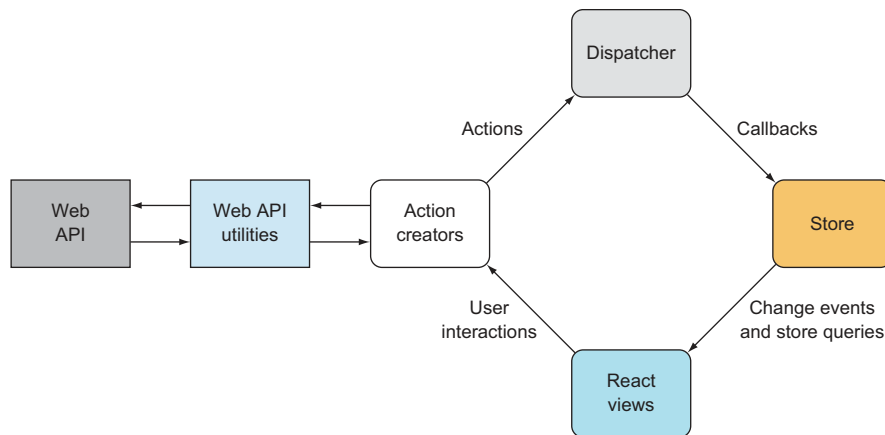 Dispatcher
Actions
Callbacks
Web
API
Web API
utilities
Action
creators
Store
User
interactions
Change events
and store queries
React
views